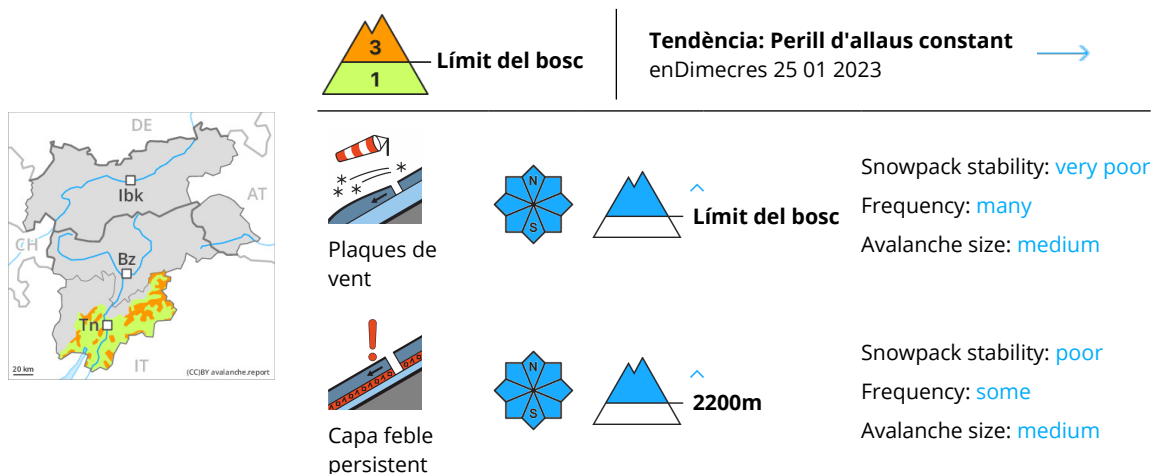 3
1
Límit del bosc
Tendència: Perill d'allaus constant
enDimecres 25 01 2023
DE
AT
CH
IT
Ibk
Bz
Tn
20 km
(CC)BY avalanche.report
N
S
Límit del bosc
Plaques de
vent
Snowpack stability: very poor
Frequency: many
Avalanche size: medium
N
S
2200m
Capa feble
persistent
Snowpack stability: poor
Frequency: some
Avalanche size: medium